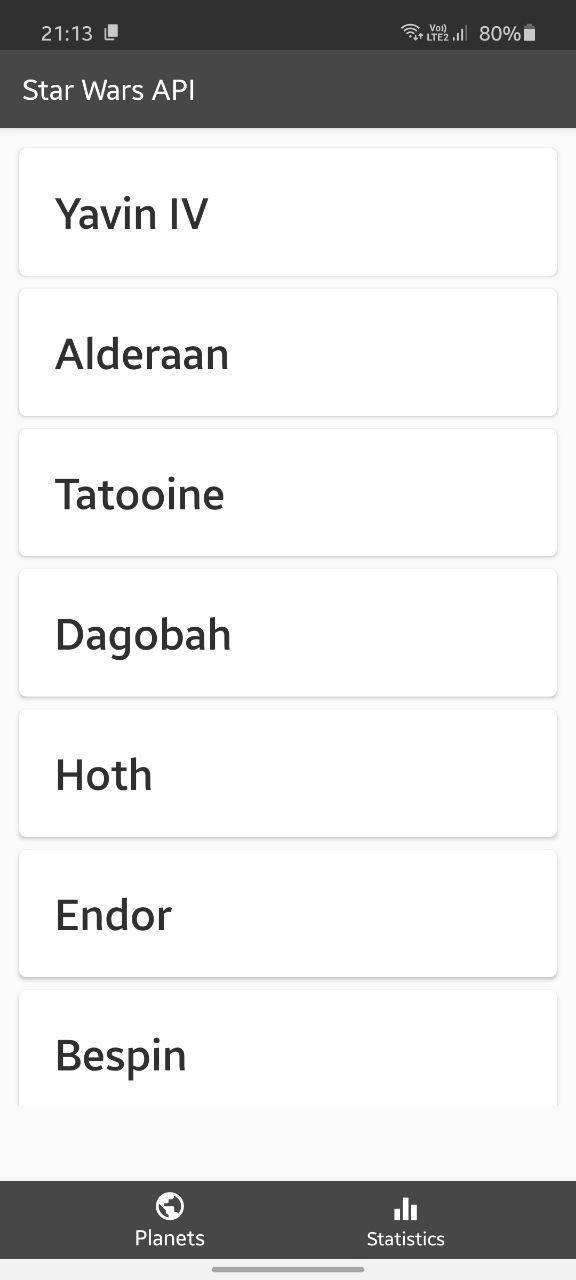 21:13
Vo)) LTE2 80%
Star Wars API
Yavin IV
Alderaan
Tatooine
Dagobah
Hoth
Endor
Bespin
Planets Statistics